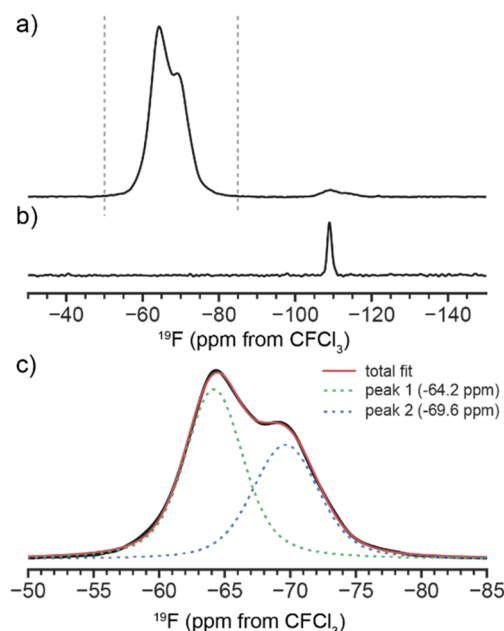 a)
b)
−40 −60 −80 −100 −120 −140
¹⁹F (ppm from CFCl₃)
c)
total fit
peak 1 (-64.2 ppm)
peak 2 (-69.6 ppm)
−50 −55 −60 −65 −70 −75 −80 −85
¹⁹F (ppm from CFCl₃)